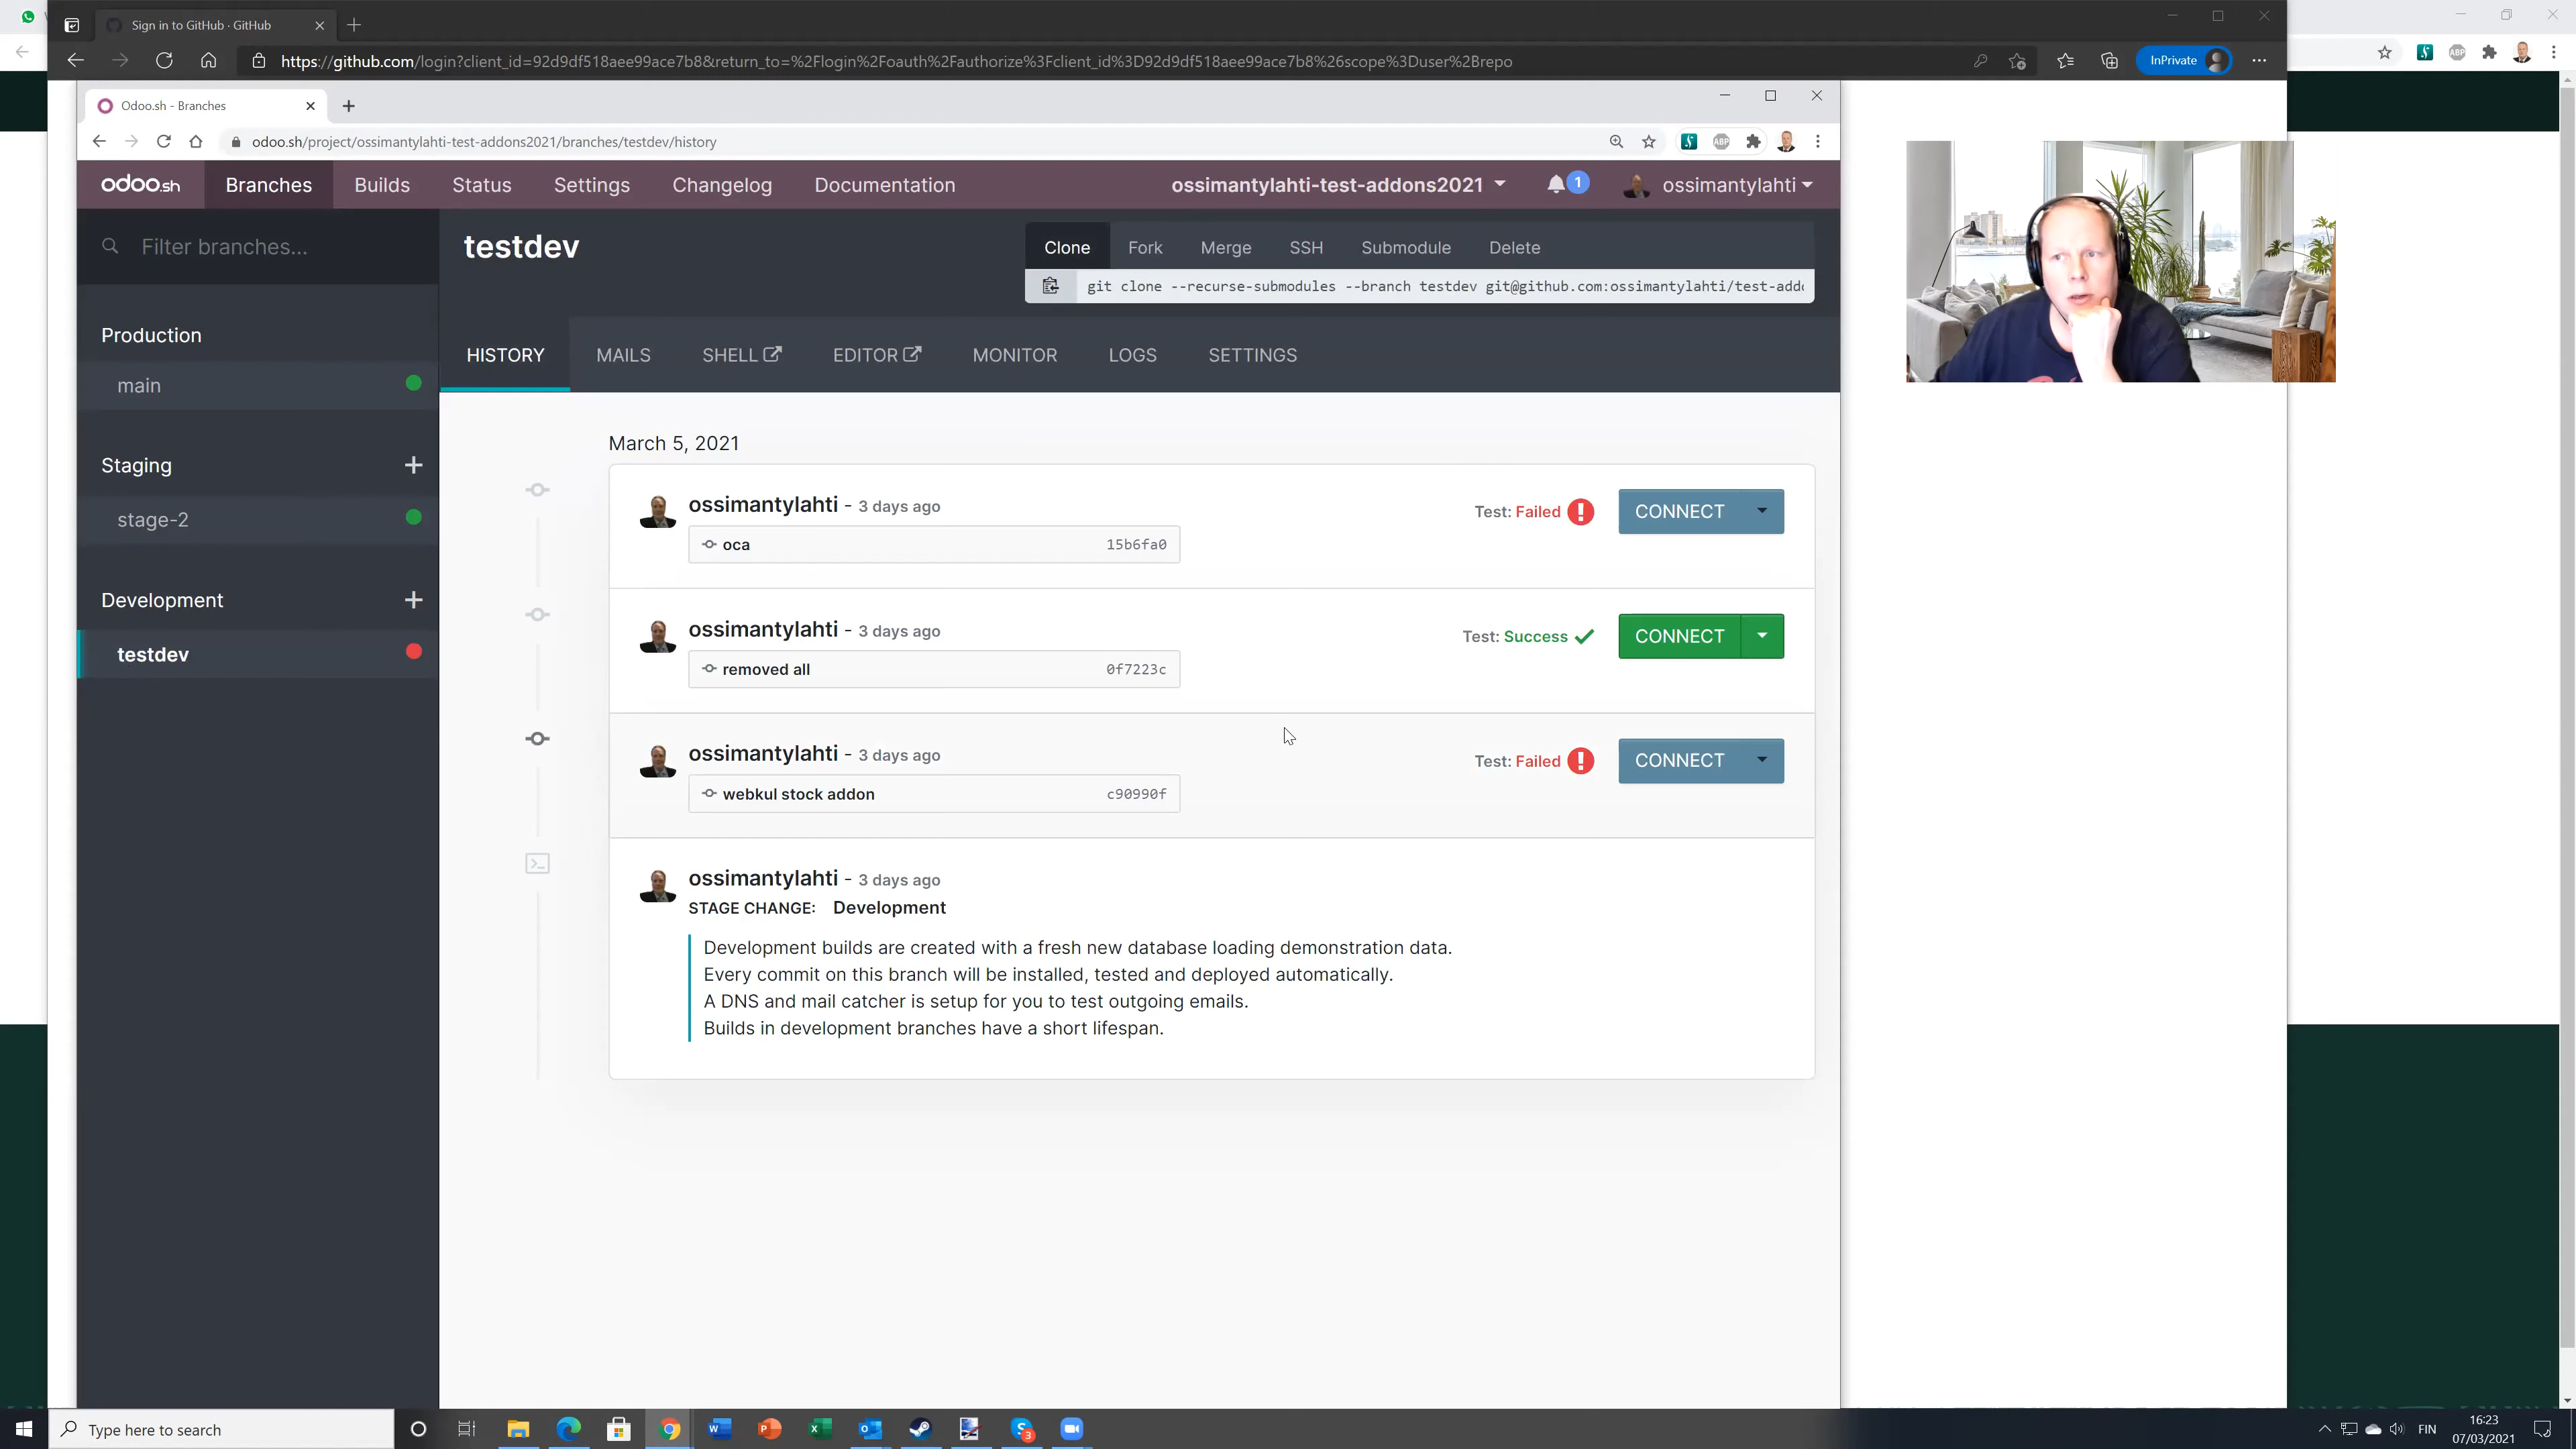 Sign in to GitHub · GitHub
https://github.com/login?client_id=92d9df518aee99ace7b8&return_to=%2Flogin%2Foauth%2Fauthorize%3Fclient_id%3D92d9df518aee99ace7b8%26scope%3Duser%2Brepo
InPrivate
ABP
Odoo.sh - Branches
odoo.sh/project/ossimantylahti-test-addons2021/branches/testdev/history
ABP
odoo.sh
Branches
Builds
Status
Settings
Changelog
Documentation
ossimantylahti-test-addons2021
1
ossimantylahti
Filter branches...
testdev
Clone
Fork
Merge
SSH
Submodule
Delete
git clone --recurse-submodules --branch testdev git@github.com:ossimantylahti/test-add
Production
main
Staging
stage-2
Development
testdev
HISTORY
MAILS
SHELL
EDITOR
MONITOR
LOGS
SETTINGS
March 5, 2021
ossimantylahti - 3 days ago
oca 15b6fa0
Test: Failed
CONNECT
ossimantylahti - 3 days ago
removed all 0f7223c
Test: Success
CONNECT
ossimantylahti - 3 days ago
webkul stock addon c90990f
Test: Failed
CONNECT
ossimantylahti - 3 days ago
STAGE CHANGE: Development
Development builds are created with a fresh new database loading demonstration data.
Every commit on this branch will be installed, tested and deployed automatically.
A DNS and mail catcher is setup for you to test outgoing emails.
Builds in development branches have a short lifespan.
Type here to search
3
FIN
16:23
07/03/2021